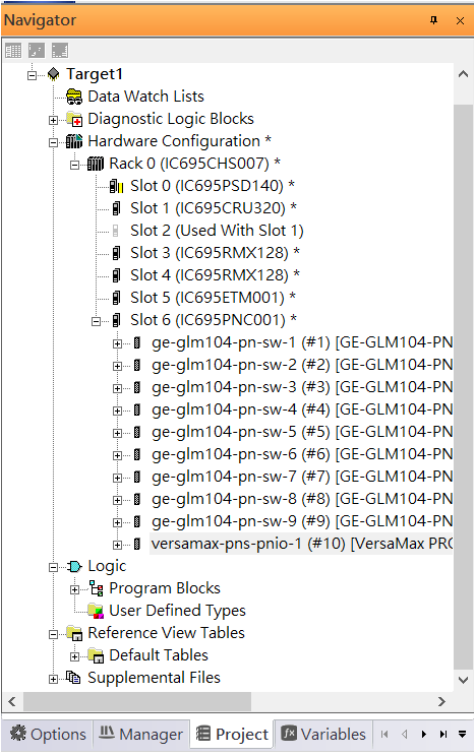 Navigator
Target1
Data Watch Lists
Diagnostic Logic Blocks
Hardware Configuration *
Rack 0 (IC695CHS007) *
Slot 0 (IC695PSD140) *
Slot 1 (IC695CRU320) *
Slot 2 (Used With Slot 1)
Slot 3 (IC695RMX128) *
Slot 4 (IC695RMX128) *
Slot 5 (IC695ETM001) *
Slot 6 (IC695PNC001) *
ge-glm104-pn-sw-1 (#1) [GE-GLM104-PN
ge-glm104-pn-sw-2 (#2) [GE-GLM104-PN
ge-glm104-pn-sw-3 (#3) [GE-GLM104-PN
ge-glm104-pn-sw-4 (#4) [GE-GLM104-PN
ge-glm104-pn-sw-5 (#5) [GE-GLM104-PN
ge-glm104-pn-sw-6 (#6) [GE-GLM104-PN
ge-glm104-pn-sw-7 (#7) [GE-GLM104-PN
ge-glm104-pn-sw-8 (#8) [GE-GLM104-PN
ge-glm104-pn-sw-9 (#9) [GE-GLM104-PN
versamax-pns-pnio-1 (#10) [VersaMax PRO
Logic
Program Blocks
User Defined Types
Reference View Tables
Default Tables
Supplemental Files
Options Manager Project Variables